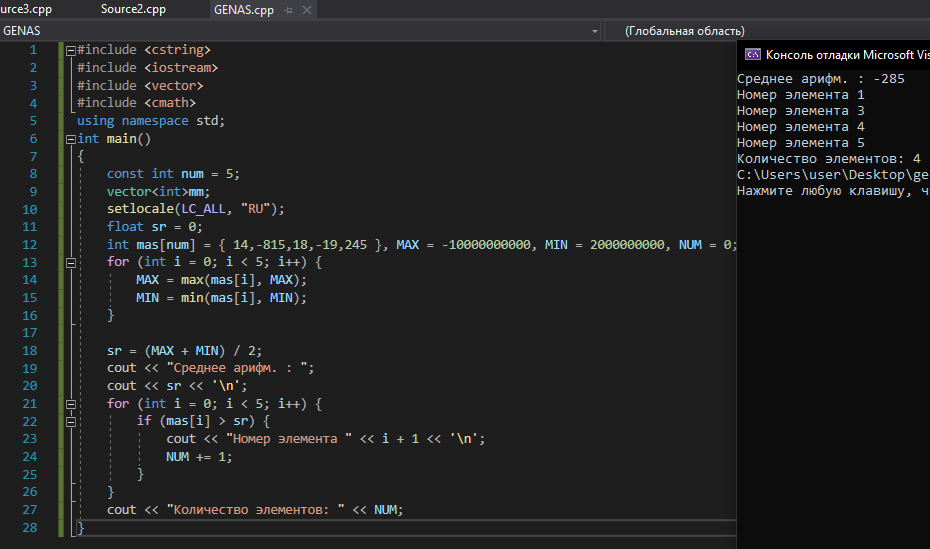 urce3.cpp Source2.cpp GENAS.cpp
GENAS (Глобальная область)
1 #include <cstring>
2 #include <iostream>
3 #include <vector>
4 #include <cmath>
5 using namespace std;
6 int main()
7 {
8 const int num = 5;
9 vector<int>mm;
10 setlocale(LC_ALL, "RU");
11 float sr = 0;
12 int mas[num] = { 14,-815,18,-19,245 }, MAX = -10000000000, MIN = 2000000000, NUM = 0;
13 for (int i = 0; i < 5; i++) {
14 MAX = max(mas[i], MAX);
15 MIN = min(mas[i], MIN);
16 }
17
18 sr = (MAX + MIN) / 2;
19 cout << "Среднее арифм. : ";
20 cout << sr << '\n';
21 for (int i = 0; i < 5; i++) {
22 if (mas[i] > sr) {
23 cout << "Номер элемента " << i + 1 << '\n';
24 NUM += 1;
25 }
26 }
27 cout << "Количество элементов: " << NUM;
28 }
Консоль отладки Microsoft Vis
Среднее арифм. : -285
Номер элемента 1
Номер элемента 3
Номер элемента 4
Номер элемента 5
Количество элементов: 4
C:\Users\user\Desktop\ge
Нажмите любую клавишу, ч